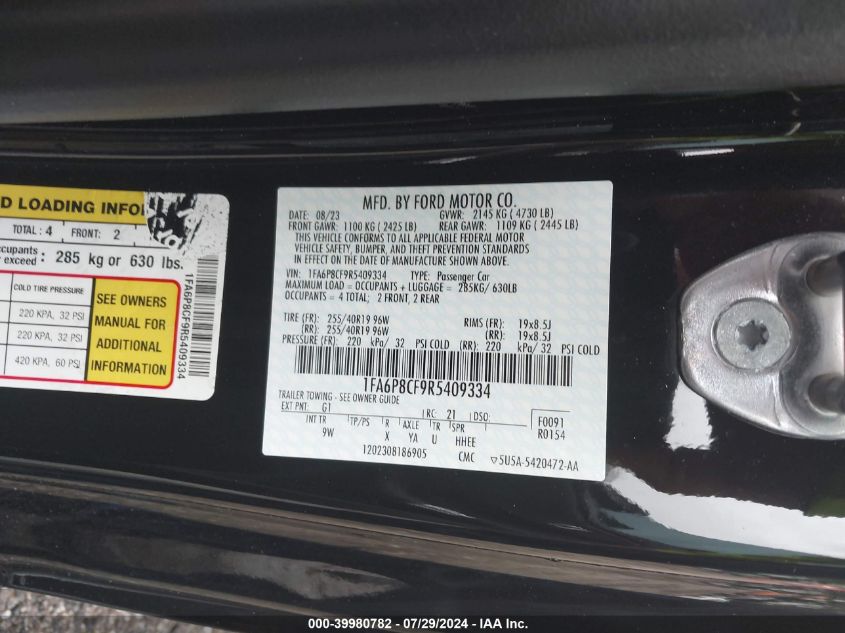 D LOADING INFO
TOTAL: 4 FRONT: 2
ccupants
r exceed : 285 kg or 630 lbs.
COLD TIRE PRESSURE
220 KPA, 32 PSI
220 KPA, 32 PSI
420 KPA, 60 PSI
SEE OWNERS
MANUAL FOR
ADDITIONAL
INFORMATION
1FA6P8CF9R5409334
MFD. BY FORD MOTOR CO.
DATE: 08/23 GVWR: 2145 KG ( 4730 LB)
FRONT GAWR: 1100 KG ( 2425 LB) REAR GAWR: 1109 KG ( 2445 LB)
THIS VEHICLE CONFORMS TO ALL APPLICABLE FEDERAL MOTOR
VEHICLE SAFETY, BUMPER, AND THEFT PREVENTION STANDARDS
IN EFFECT ON THE DATE OF MANUFACTURE SHOWN ABOVE.
VIN: 1FA6P8CF9R5409334 TYPE: Passenger Car
MAXIMUM LOAD = OCCUPANTS + LUGGAGE = 285KG/ 630LB
OCCUPANTS = 4 TOTAL; 2 FRONT, 2 REAR
TIRE (FR): 255/40R19 96W RIMS (FR): 19x8.5J
(RR): 255/40R19 96W (RR): 19x8.5J
PRESSURE (FR): 220 kPa/ 32 PSI COLD (RR): 220 kPa/ 32 PSI COLD
1FA6P8CF9R5409334
TRAILER TOWING - SEE OWNER GUIDE
EXT PNT: G1 RC: 21 DSO: F0091
INT TR TP/PS R AXLE TR SPR R0154
9W X YA U HHEE
1202308186905 CMC ▽5USA-5420472-AA
000-39980782 - 07/29/2024 - IAA Inc.